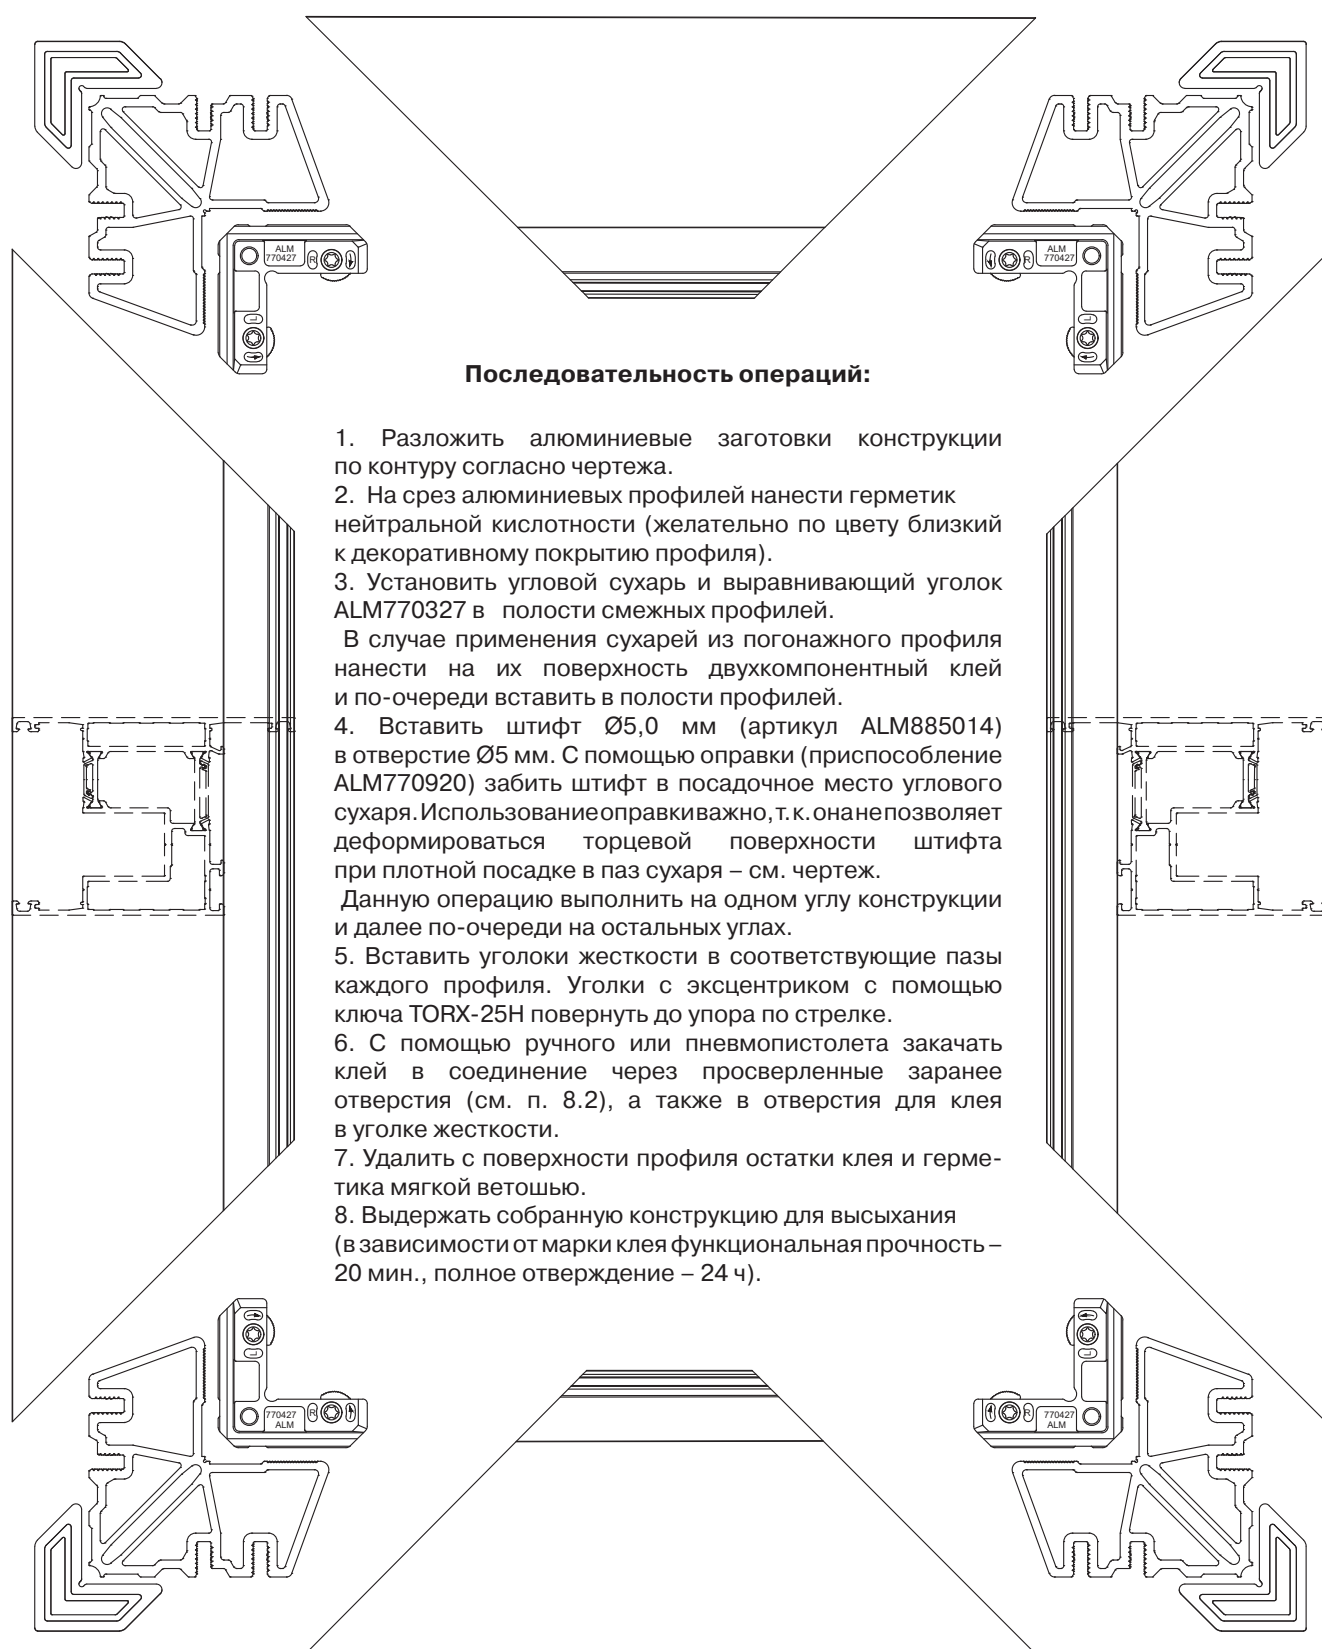 ALM
770427
R
L
ALM
770427
R
L
Последовательность операций:
1. Разложить алюминиевые заготовки конструкции
по контуру согласно чертежа.
2. На срез алюминиевых профилей нанести герметик
нейтральной кислотности (желательно по цвету близкий
к декоративному покрытию профиля).
3. Установить угловой сухарь и выравнивающий уголок
ALM770327 в полости смежных профилей.
В случае применения сухарей из погонажного профиля
нанести на их поверхность двухкомпонентный клей
и по-очереди вставить в полости профилей.
4. Вставить штифт Ø5,0 мм (артикул ALM885014)
в отверстие Ø5 мм. С помощью оправки (приспособление
ALM770920) забить штифт в посадочное место углового
сухаря. Использование оправки важно, т. к. она не позволяет
деформироваться торцевой поверхности штифта
при плотной посадке в паз сухаря – см. чертеж.
Данную операцию выполнить на одном углу конструкции
и далее по-очереди на остальных углах.
5. Вставить уголоки жесткости в соответствующие пазы
каждого профиля. Уголки с эксцентриком с помощью
ключа TORX-25H повернуть до упора по стрелке.
6. С помощью ручного или пневмопистолета закачать
клей в соединение через просверленные заранее
отверстия (см. п. 8.2), а также в отверстия для клея
в уголке жесткости.
7. Удалить с поверхности профиля остатки клея и герме-
тика мягкой ветошью.
8. Выдержать собранную конструкцию для высыхания
(в зависимости от марки клея функциональная прочность –
20 мин., полное отверждение – 24 ч).
L
770427
ALM
R
L
770427
ALM
R